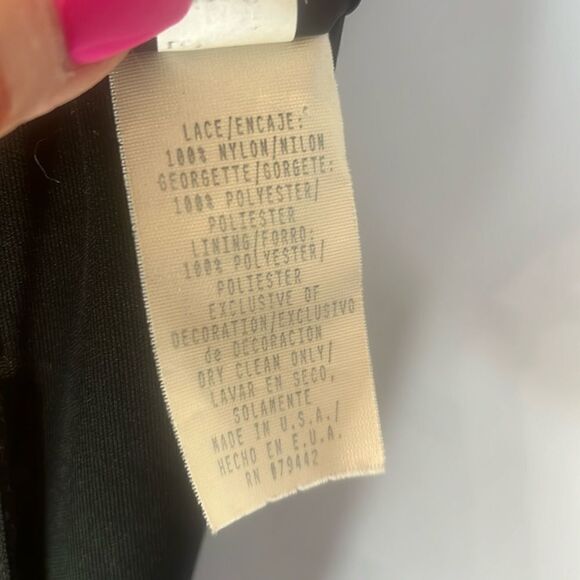 LACE/ENCAJE:
100% NYLON/NILON
GEORGETTE/GORGETE:
100% POLYESTER/
POLIESTER
LINING/FORRO:
100% POLYESTER/
POLIESTER
EXCLUSIVE OF
DECORATION/EXCLUSIVO
de DECORACION
DRY CLEAN ONLY/
LAVAR EN SECO,
SOLAMENTE
MADE IN U.S.A./
HECHO EN E.U.A.
RN #79442